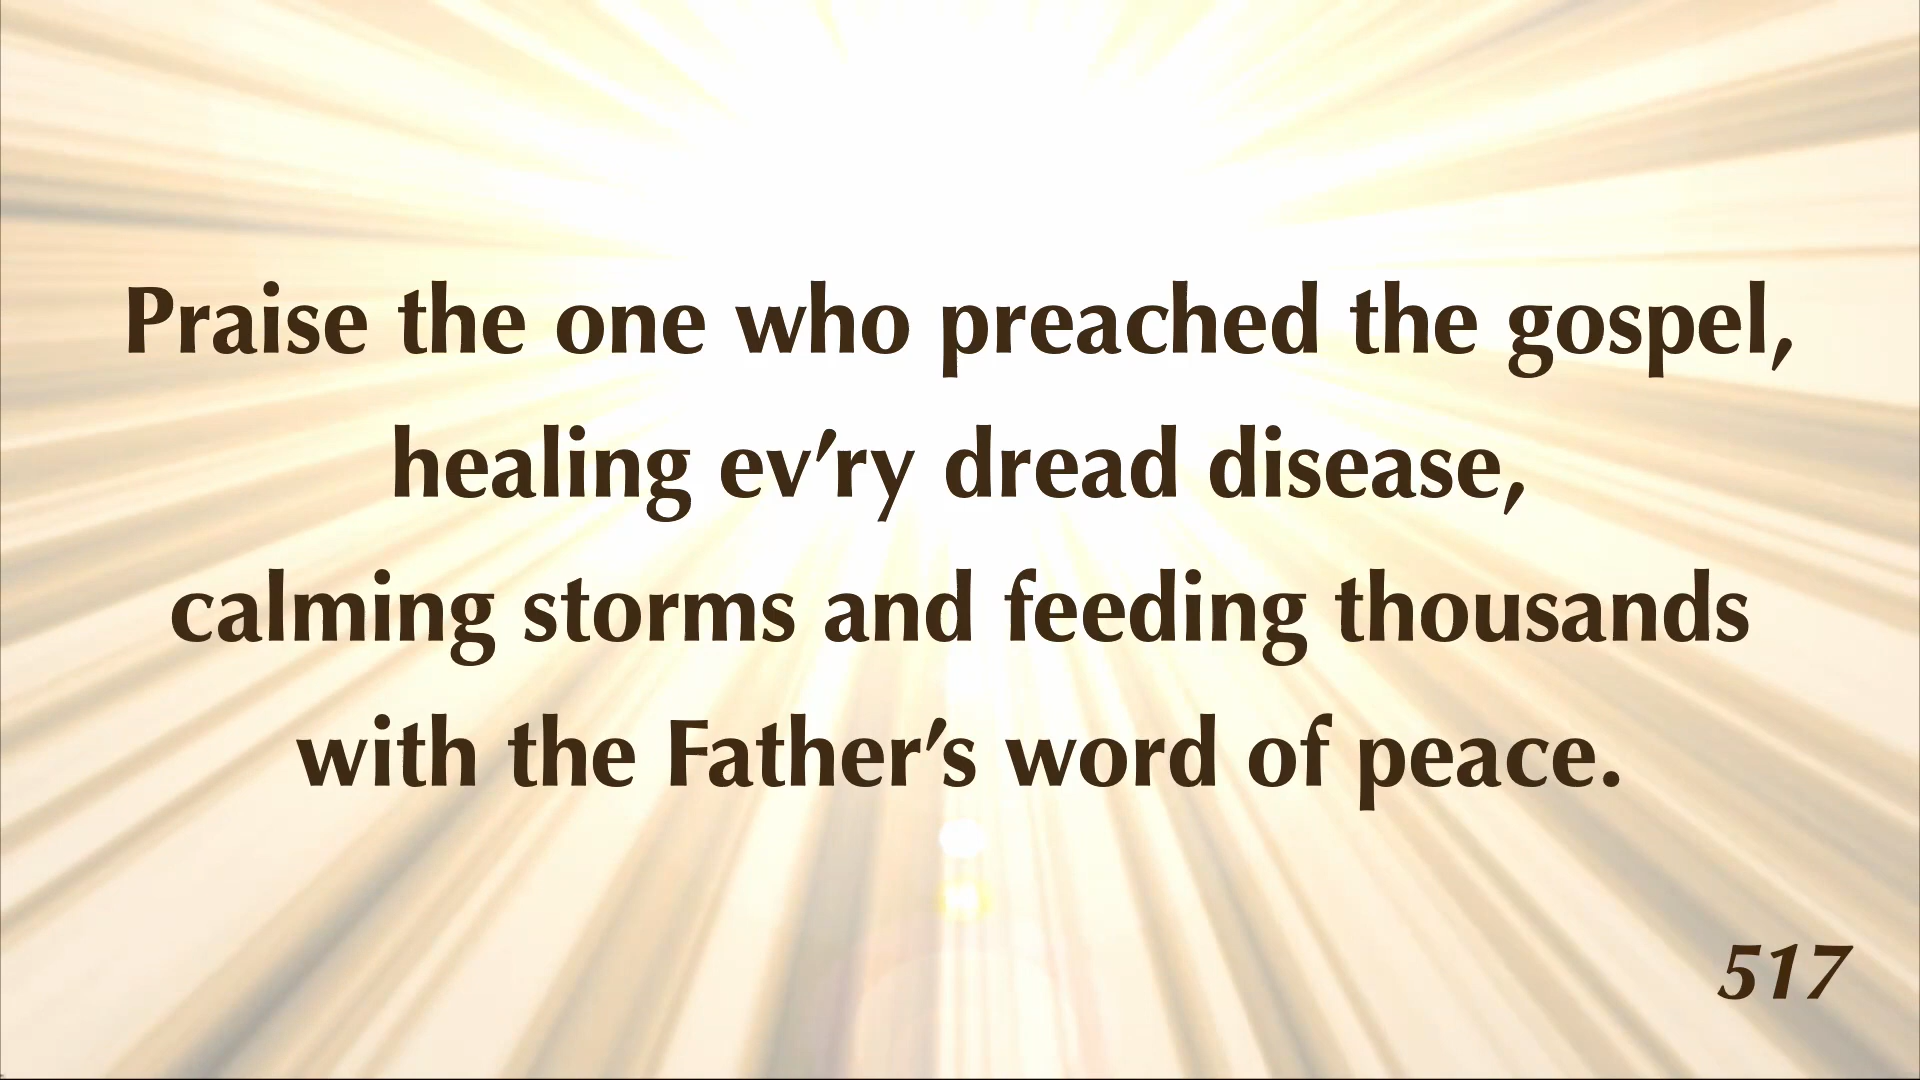 Praise the one who preached the gospel,
healing ev’ry dread disease,
calming storms and feeding thousands
with the Father’s word of peace.
517